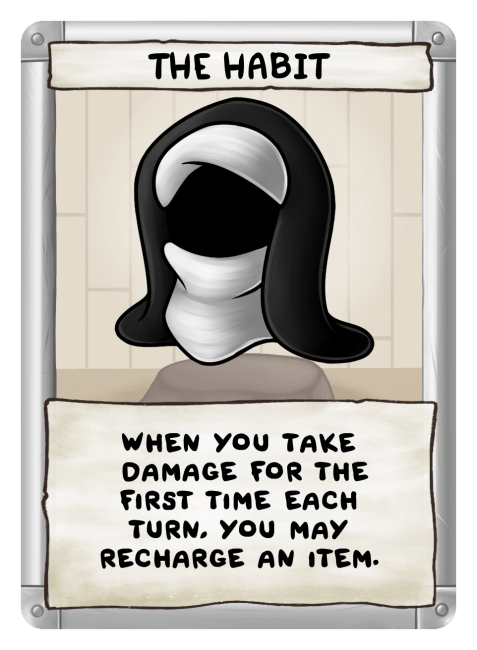 THE HABIT
WHEN YOU TAKE
DAMAGE FOR THE
FIRST TIME EACH
TURN, YOU MAY
RECHARGE AN ITEM.